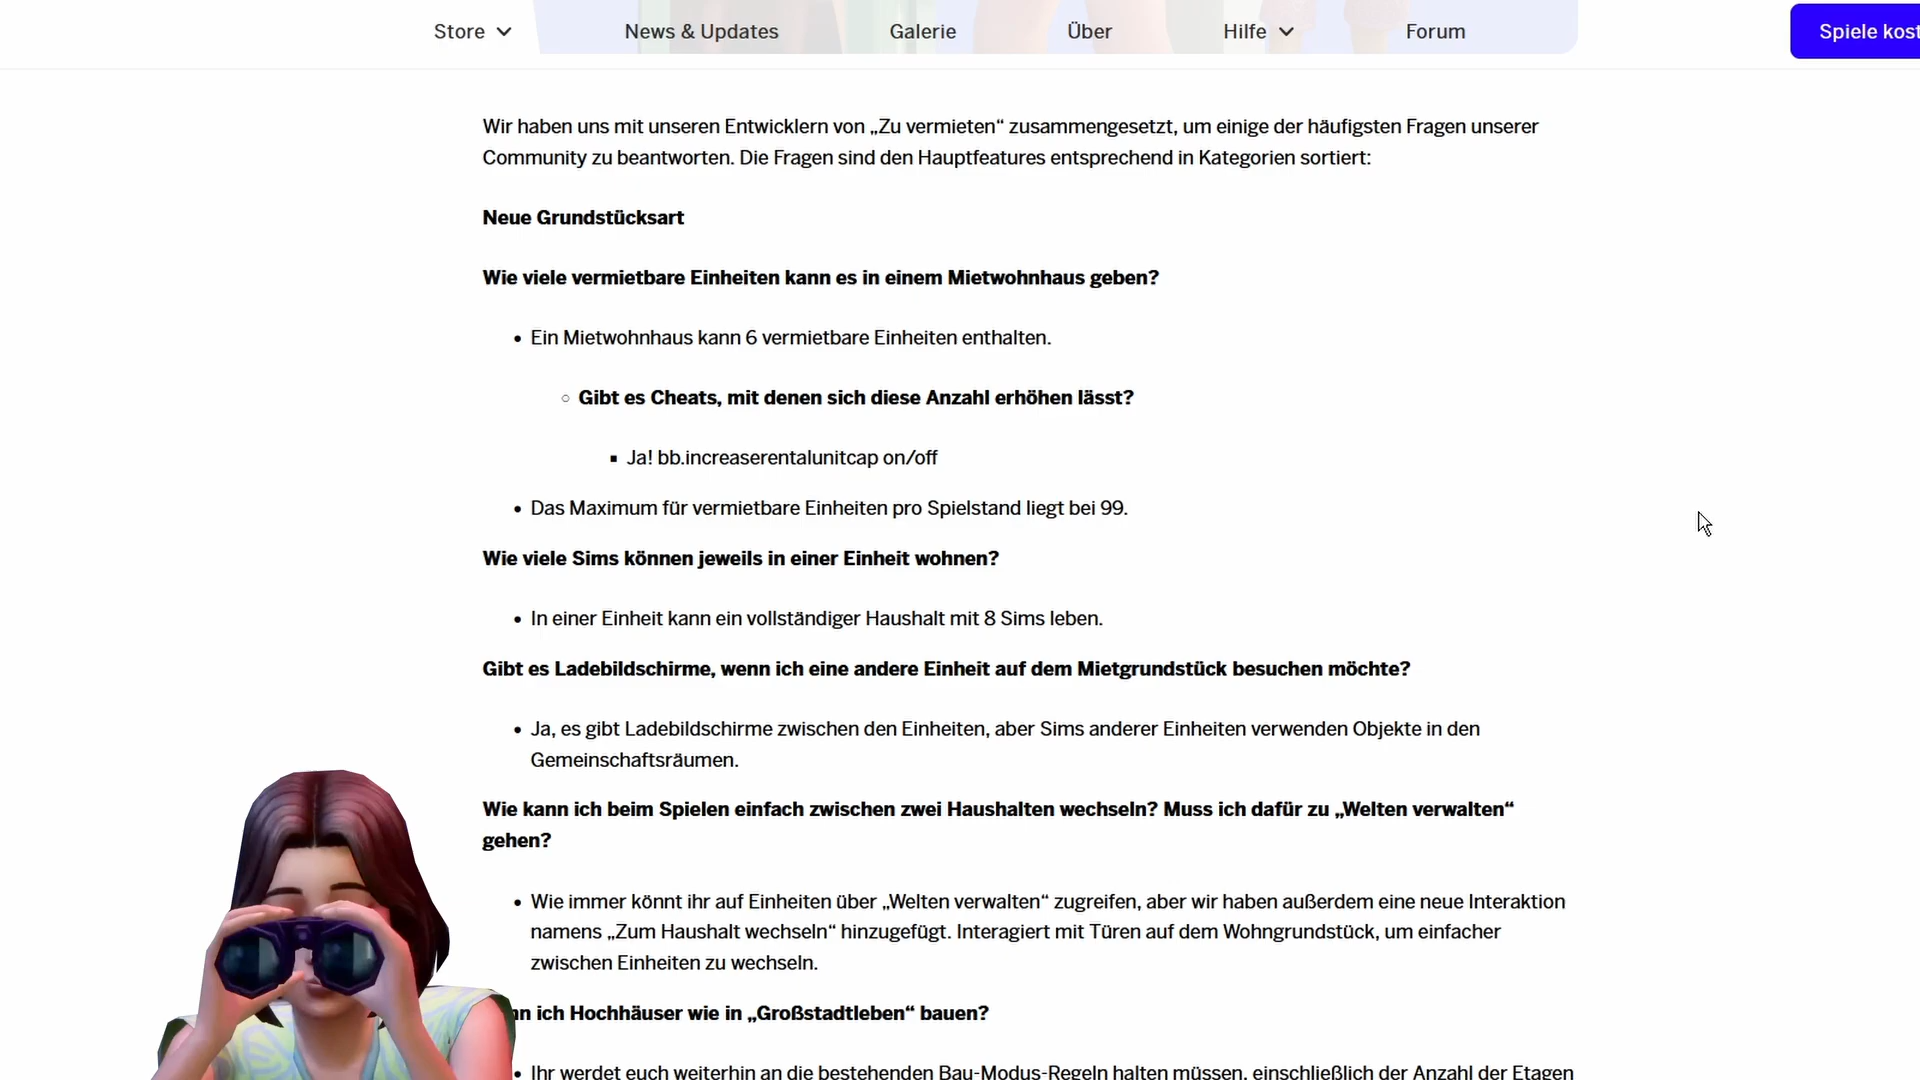 Store
News & Updates
Galerie
Über
Hilfe
Forum
Spiele kost
Wir haben uns mit unseren Entwicklern von „Zu vermieten“ zusammengesetzt, um einige der häufigsten Fragen unserer
Community zu beantworten. Die Fragen sind den Hauptfeatures entsprechend in Kategorien sortiert:
Neue Grundstücksart
Wie viele vermietbare Einheiten kann es in einem Mietwohnhaus geben?
Ein Mietwohnhaus kann 6 vermietbare Einheiten enthalten.
Gibt es Cheats, mit denen sich diese Anzahl erhöhen lässt?
Ja! bb.increaserentalunitcap on/off
Das Maximum für vermietbare Einheiten pro Spielstand liegt bei 99.
Wie viele Sims können jeweils in einer Einheit wohnen?
In einer Einheit kann ein vollständiger Haushalt mit 8 Sims leben.
Gibt es Ladebildschirme, wenn ich eine andere Einheit auf dem Mietgrundstück besuchen möchte?
Ja, es gibt Ladebildschirme zwischen den Einheiten, aber Sims anderer Einheiten verwenden Objekte in den
Gemeinschaftsräumen.
Wie kann ich beim Spielen einfach zwischen zwei Haushalten wechseln? Muss ich dafür zu „Welten verwalten“
gehen?
Wie immer könnt ihr auf Einheiten über „Welten verwalten“ zugreifen, aber wir haben außerdem eine neue Interaktion
namens „Zum Haushalt wechseln“ hinzugefügt. Interagiert mit Türen auf dem Wohngrundstück, um einfacher
zwischen Einheiten zu wechseln.
ich Hochhäuser wie in „Großstadtleben“ bauen?
Ihr werdet euch weiterhin an die bestehenden Bau-Modus-Regeln halten müssen, einschließlich der Anzahl der Etagen